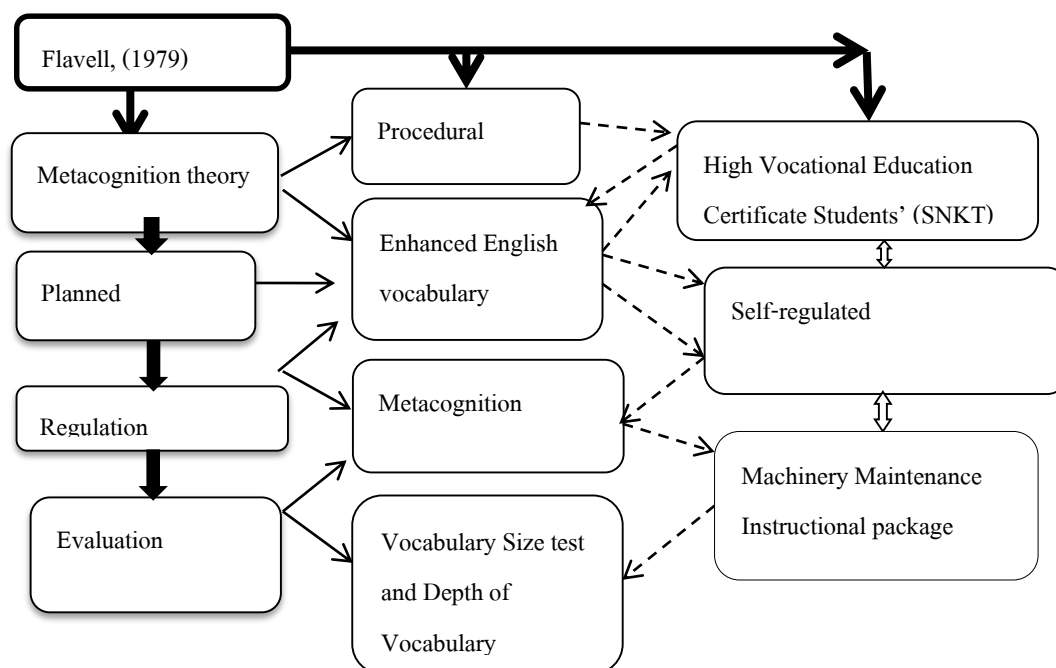 Flavell, (1979)
Metacognition theory
Planned
Regulation
Evaluation
Procedural
Enhanced English
vocabulary
Metacognition
Vocabulary Size test
and Depth of
Vocabulary
High Vocational Education
Certificate Students’ (SNKT)
Self-regulated
Machinery Maintenance
Instructional package